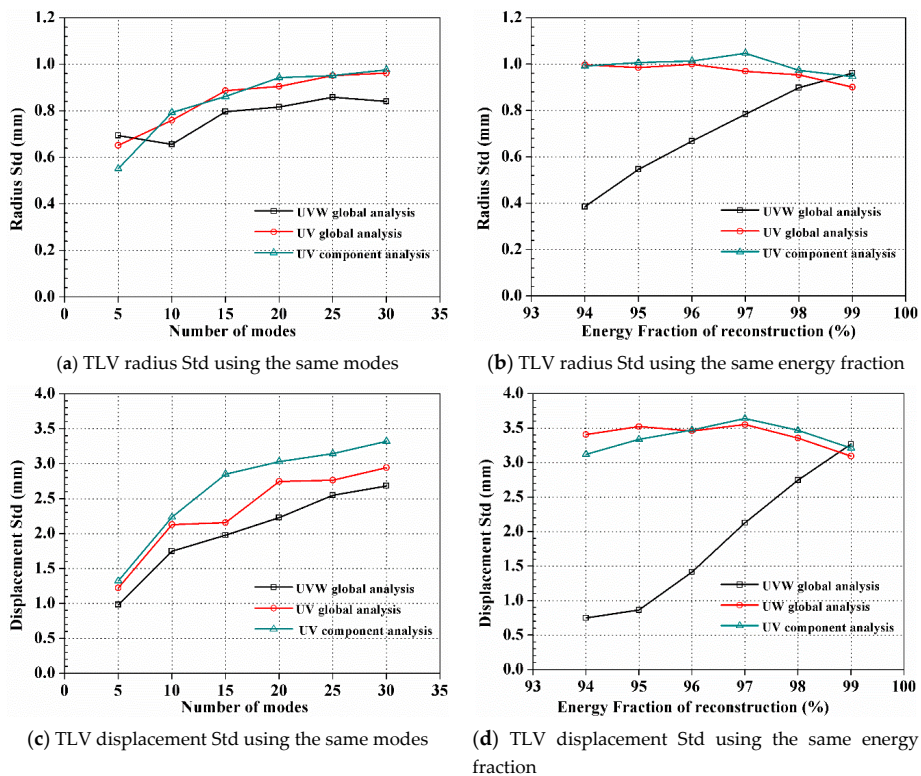 1.2
1.0
0.8
0.6
0.4
0.2
0.0
Radius Std (mm)
UVW global analysis
UV global analysis
UV component analysis
0 5 10 15 20 25 30 35
Number of modes
(a) TLV radius Std using the same modes
1.2
1.0
0.8
0.6
0.4
0.2
0.0
Radius Std (mm)
UVW global analysis
UV global analysis
UV component analysis
93 94 95 96 97 98 99 100
Energy Fraction of reconstruction (%)
(b) TLV radius Std using the same energy fraction
4.0
3.5
3.0
2.5
2.0
1.5
1.0
0.5
0.0
Displacement Std (mm)
UVW global analysis
UV global analysis
UV component analysis
0 5 10 15 20 25 30 35
Number of modes
(c) TLV displacement Std using the same modes
4.0
3.5
3.0
2.5
2.0
1.5
1.0
0.5
0.0
Displacement Std (mm)
UVW global analysis
UW global analysis
UV component analysis
93 94 95 96 97 98 99 100
Energy Fraction of reconstruction (%)
(d) TLV displacement Std using the same energy
fraction